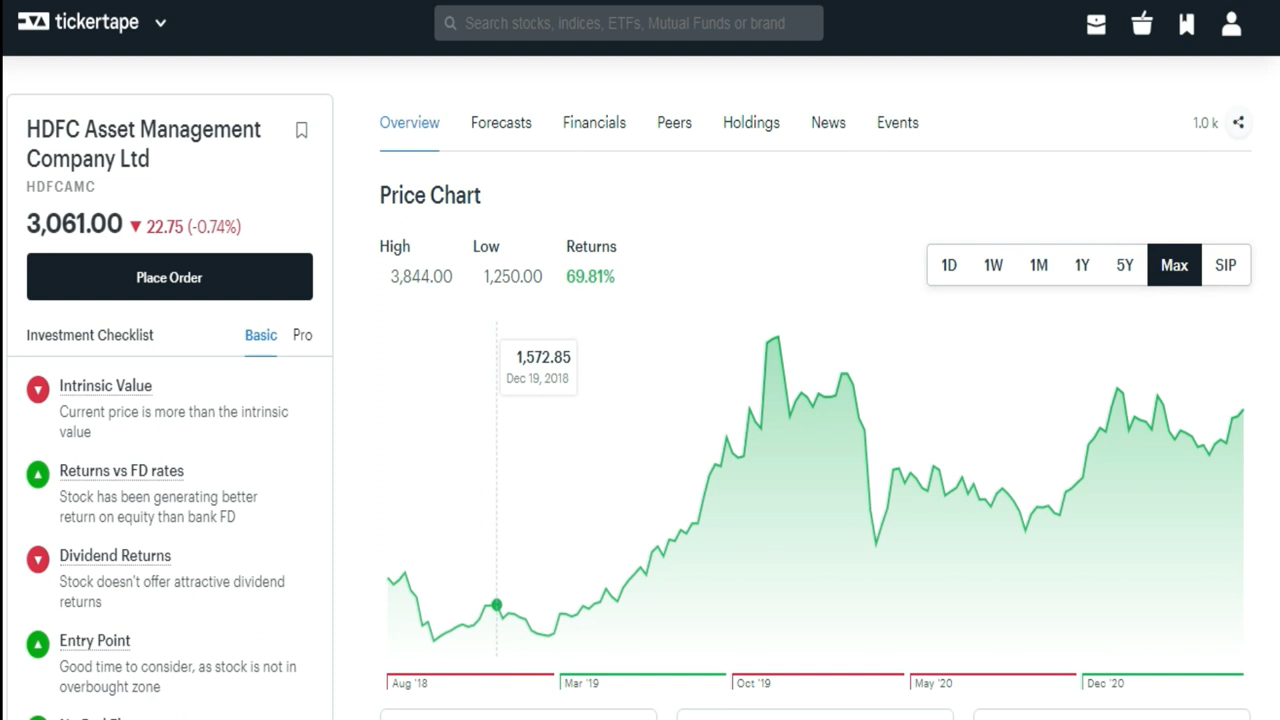 tickertape
Search stocks, indices, ETFs, Mutual Funds or brand
HDFC Asset Management
Company Ltd
HDFCAMC
3,061.00 ▼ 22.75 (-0.74%)
Place Order
Investment Checklist Basic Pro
Intrinsic Value
Current price is more than the intrinsic
value
Returns vs FD rates
Stock has been generating better
return on equity than bank FD
Dividend Returns
Stock doesn't offer attractive dividend
returns
Entry Point
Good time to consider, as stock is not in
overbought zone
Overview Forecasts Financials Peers Holdings News Events 1.0 k
Price Chart
High Low Returns
3,844.00 1,250.00 69.81%
1D 1W 1M 1Y 5Y Max SIP
1,572.85
Dec 19, 2018
Aug '18 Mar '19 Oct '19 May '20 Dec '20